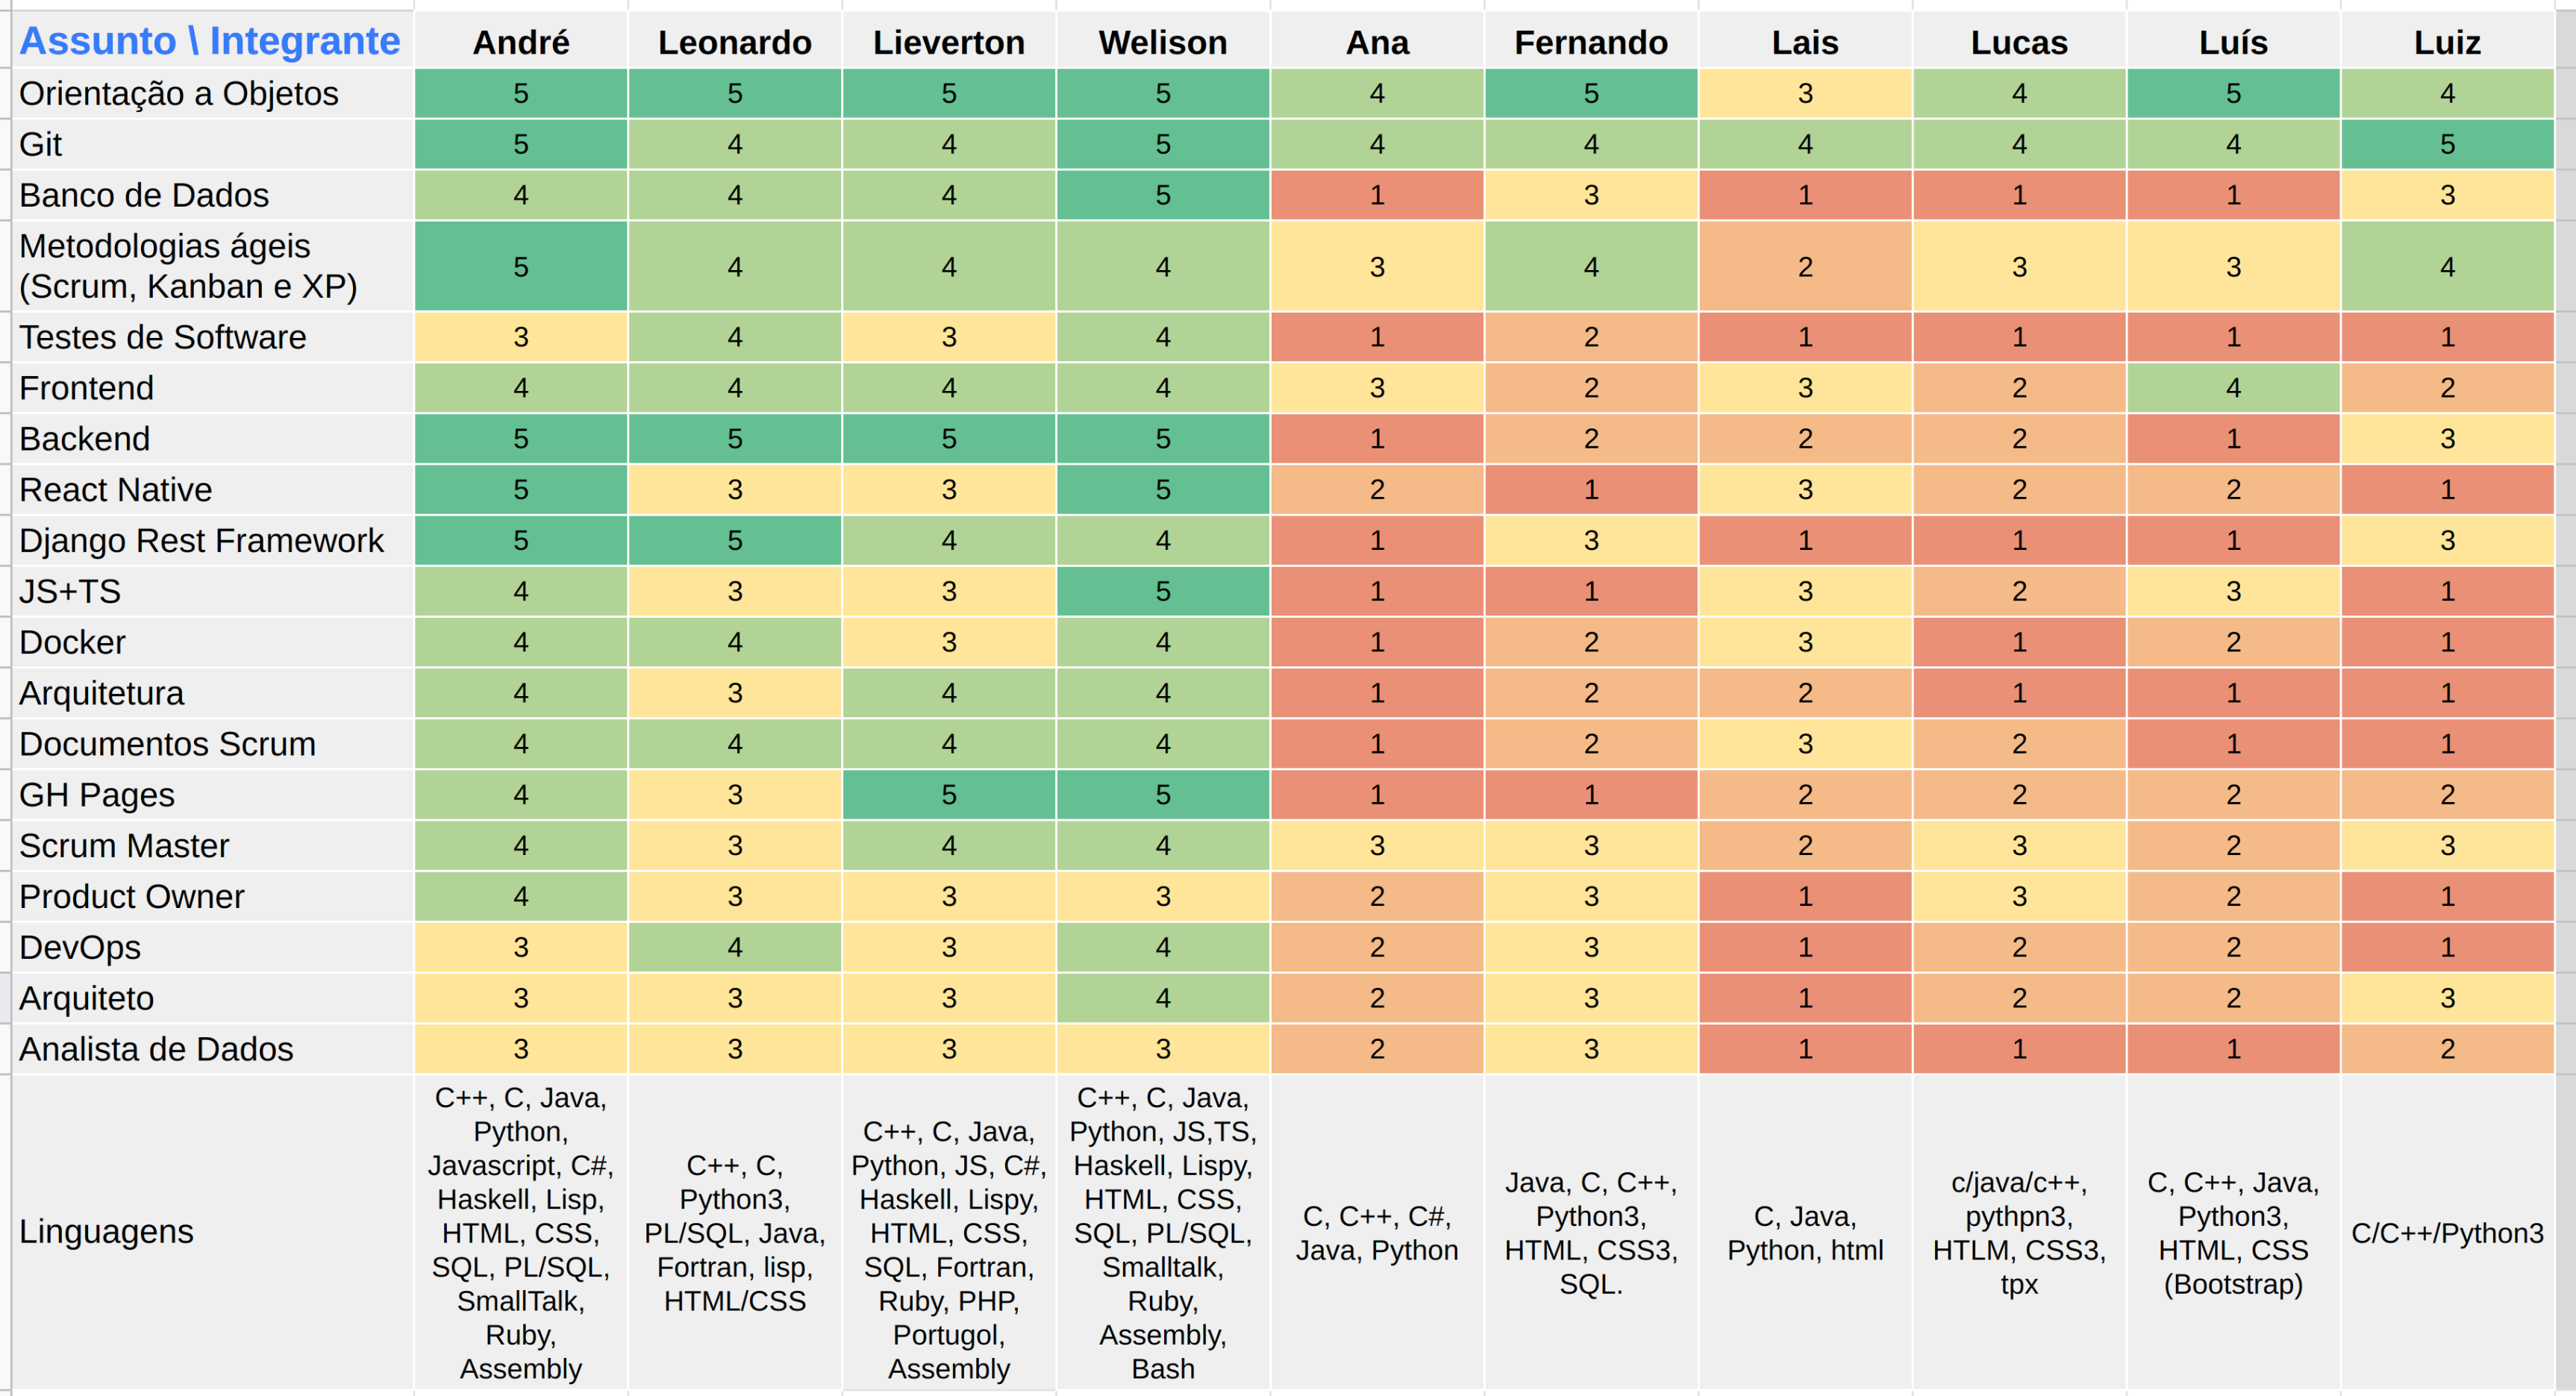 Assunto \ Integrante André Leonardo Lieverton Welison Ana Fernando Lais Lucas Luís Luiz
Orientação a Objetos 5 5 5 5 4 5 3 4 5 4
Git 5 4 4 5 4 4 4 4 4 5
Banco de Dados 4 4 4 5 1 3 1 1 1 3
Metodologias ágeis
(Scrum, Kanban e XP) 5 4 4 4 3 4 2 3 3 4
Testes de Software 3 4 3 4 1 2 1 1 1 1
Frontend 4 4 4 4 3 2 3 2 4 2
Backend 5 5 5 5 1 2 2 2 1 3
React Native 5 3 3 5 2 1 3 2 2 1
Django Rest Framework 5 5 4 4 1 3 1 1 1 3
JS+TS 4 3 3 5 1 1 3 2 3 1
Docker 4 4 3 4 1 2 3 1 2 1
Arquitetura 4 3 4 4 1 2 2 1 1 1
Documentos Scrum 4 4 4 4 1 2 3 2 1 1
GH Pages 4 3 5 5 1 1 2 2 2 2
Scrum Master 4 3 4 4 3 3 2 3 2 3
Product Owner 4 3 3 3 2 3 1 3 2 1
DevOps 3 4 3 4 2 3 1 2 2 1
Arquiteto 3 3 3 4 2 3 1 2 2 3
Analista de Dados 3 3 3 3 2 3 1 1 1 2
Linguagens
C++, C, Java,
Python,
Javascript, C#,
Haskell, Lisp,
HTML, CSS,
SQL, PL/SQL,
SmallTalk,
Ruby,
Assembly
C++, C,
Python3,
PL/SQL, Java,
Fortran, lisp,
HTML/CSS
C++, C, Java,
Python, JS, C#,
Haskell, Lispy,
HTML, CSS,
SQL, Fortran,
Ruby, PHP,
Portugol,
Assembly
C++, C, Java,
Python, JS,TS,
Haskell, Lispy,
HTML, CSS,
SQL, PL/SQL,
Smalltalk,
Ruby,
Assembly,
Bash
C, C++, C#,
Java, Python
Java, C, C++,
Python3,
HTML, CSS3,
SQL.
C, Java,
Python, html
c/java/c++,
pythpn3,
HTLM, CSS3,
tpx
C, C++, Java,
Python3,
HTML, CSS
(Bootstrap)
C/C++/Python3